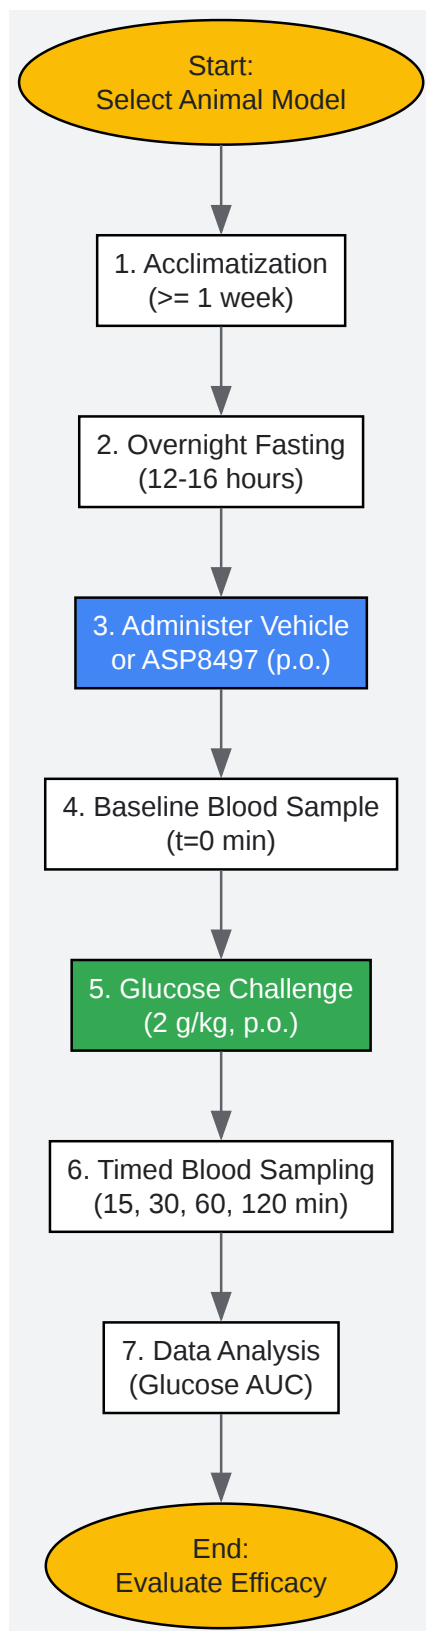 Start:
Select Animal Model
1. Acclimatization
(>= 1 week)
2. Overnight Fasting
(12-16 hours)
3. Administer Vehicle
or ASP8497 (p.o.)
4. Baseline Blood Sample
(t=0 min)
5. Glucose Challenge
(2 g/kg, p.o.)
6. Timed Blood Sampling
(15, 30, 60, 120 min)
7. Data Analysis
(Glucose AUC)
End:
Evaluate Efficacy